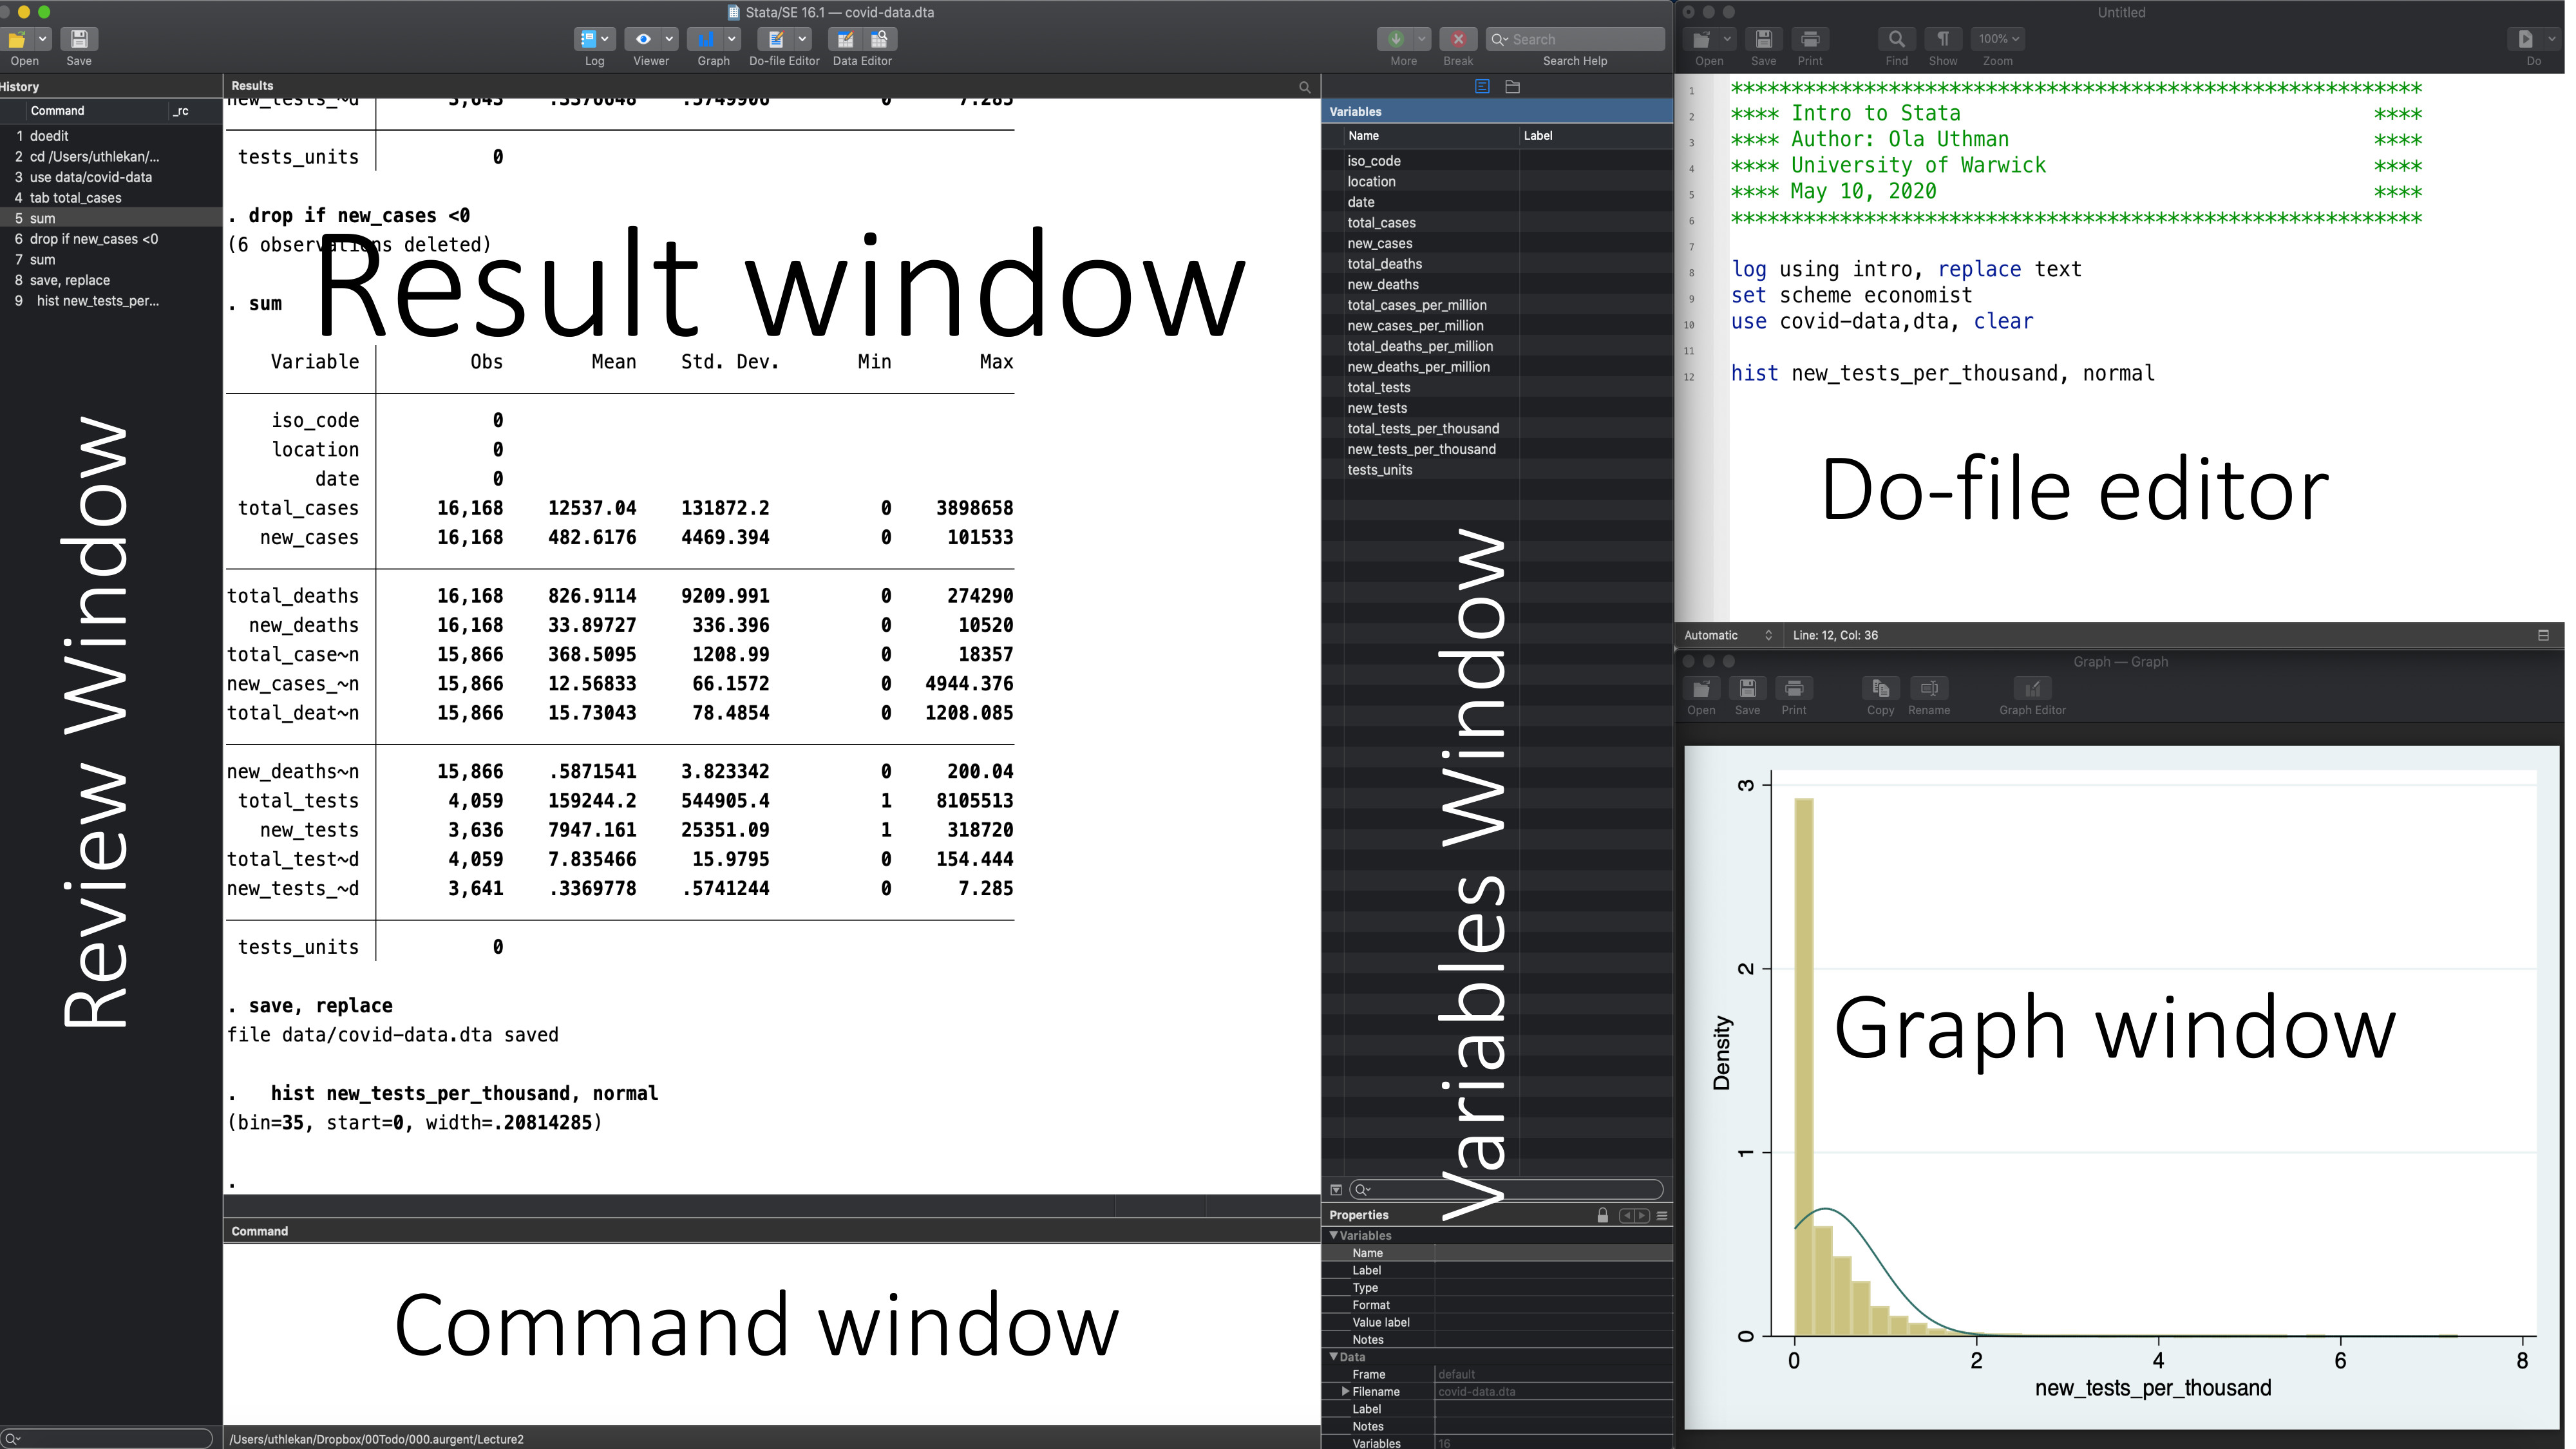 Stata/SE 16.1 — covid-data.dta
Open
Save
Log
Viewer
Graph
Do-file Editor
Data Editor
More
Break
Search
Search Help
History
Command _rc
1 doedit
2 cd /Users/uthlekan/...
3 use data/covid-data
4 tab total_cases
5 sum
6 drop if new_cases <0
7 sum
8 save, replace
9 hist new_tests_per...
Review Window
Results
new_tests_~d 3,643 .3370648 .5749906 0 7.285
tests_units 0
. drop if new_cases <0
(6 observations deleted)
Result window
. sum
Variable Obs Mean Std. Dev. Min Max
iso_code 0
location 0
date 0
total_cases 16,168 12537.04 131872.2 0 3898658
new_cases 16,168 482.6176 4469.394 0 101533
total_deaths 16,168 826.9114 9209.991 0 274290
new_deaths 16,168 33.89727 336.396 0 10520
total_case~n 15,866 368.5095 1208.99 0 18357
new_cases_~n 15,866 12.56833 66.1572 0 4944.376
total_deat~n 15,866 15.73043 78.4854 0 1208.085
new_deaths~n 15,866 .5871541 3.823342 0 200.04
total_tests 4,059 159244.2 544905.4 1 8105513
new_tests 3,636 7947.161 25351.09 1 318720
total_test~d 4,059 7.835466 15.9795 0 154.444
new_tests_~d 3,641 .3369778 .5741244 0 7.285
tests_units 0
. save, replace
file data/covid-data.dta saved
. hist new_tests_per_thousand, normal
(bin=35, start=0, width=.20814285)
.
Command
Command window
/Users/uthlekan/Dropbox/00Todo/000.aurgent/Lecture2
Variables
Name Label
iso_code
location
date
total_cases
new_cases
total_deaths
new_deaths
total_cases_per_million
new_cases_per_million
total_deaths_per_million
new_deaths_per_million
total_tests
new_tests
total_tests_per_thousand
new_tests_per_thousand
tests_units
Variables Window
Properties
Variables
Name
Label
Type
Format
Value label
Notes
Data
Frame default
Filename covid-data.dta
Label
Notes
Variables 16
Untitled
Open
Save
Print
Find
Show
100%
Zoom
Do
1 **********************************************************
2 **** Intro to Stata ****
3 **** Author: Ola Uthman ****
4 **** University of Warwick ****
5 **** May 10, 2020 ****
6 **********************************************************
7
8 log using intro, replace text
9 set scheme economist
10 use covid-data,dta, clear
11
12 hist new_tests_per_thousand, normal
Do-file editor
Automatic
Line: 12, Col: 36
Graph — Graph
Open
Save
Print
Copy
Rename
Graph Editor
3
2
1
0
Density
Graph window
0 2 4 6 8
new_tests_per_thousand